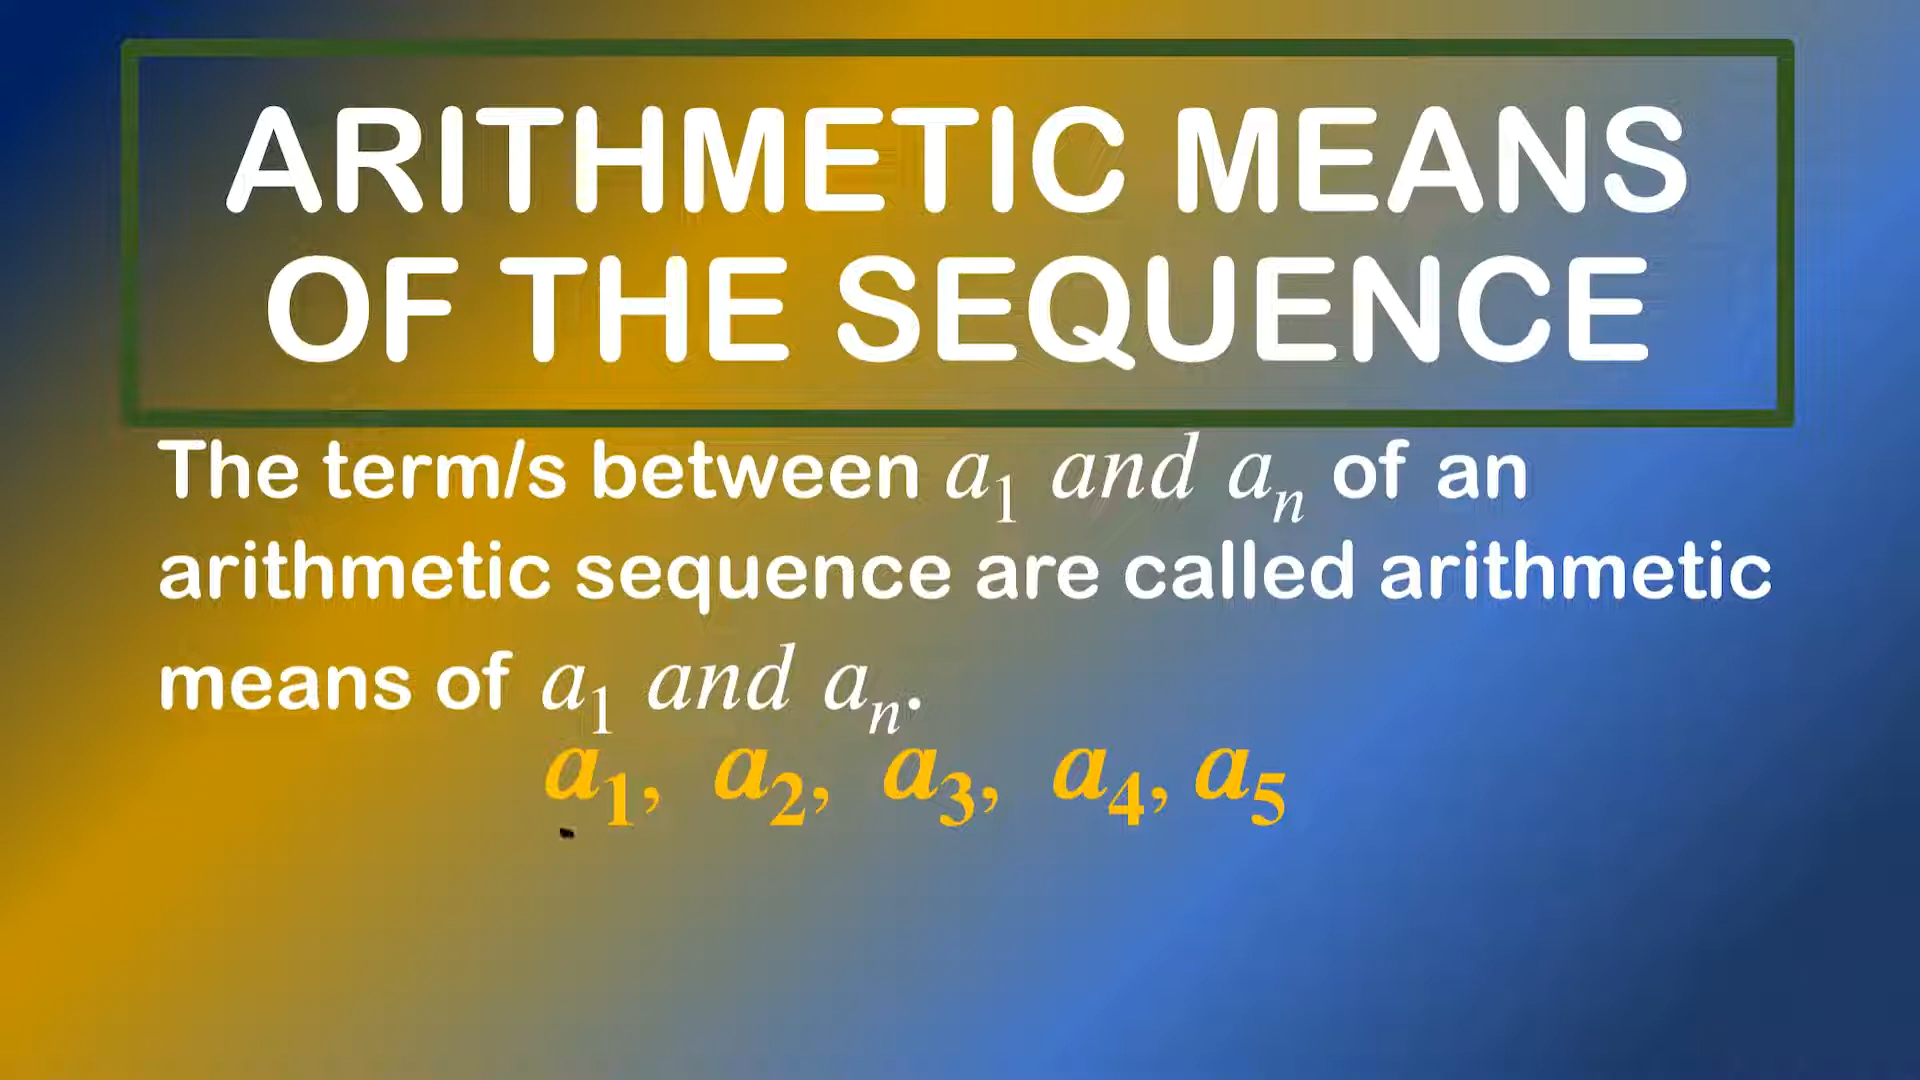 ARITHMETIC MEANS
OF THE SEQUENCE
The term/s between a₁ and aₙ of an
arithmetic sequence are called arithmetic
means of a₁ and aₙ.
a₁, a₂, a₃, a₄, a₅